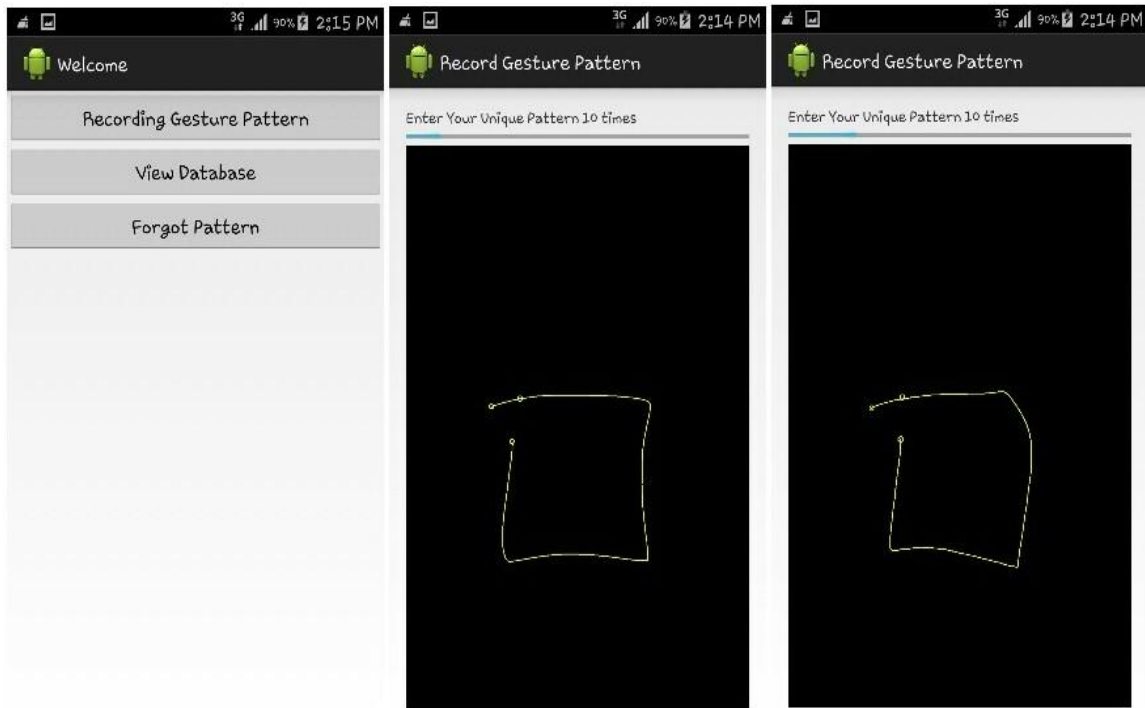 3G 90% 2:15 PM
Welcome
Recording Gesture Pattern
View Database
Forgot Pattern
3G 90% 2:14 PM
Record Gesture Pattern
Enter Your Unique Pattern 10 times
3G 90% 2:14 PM
Record Gesture Pattern
Enter Your Unique Pattern 10 times